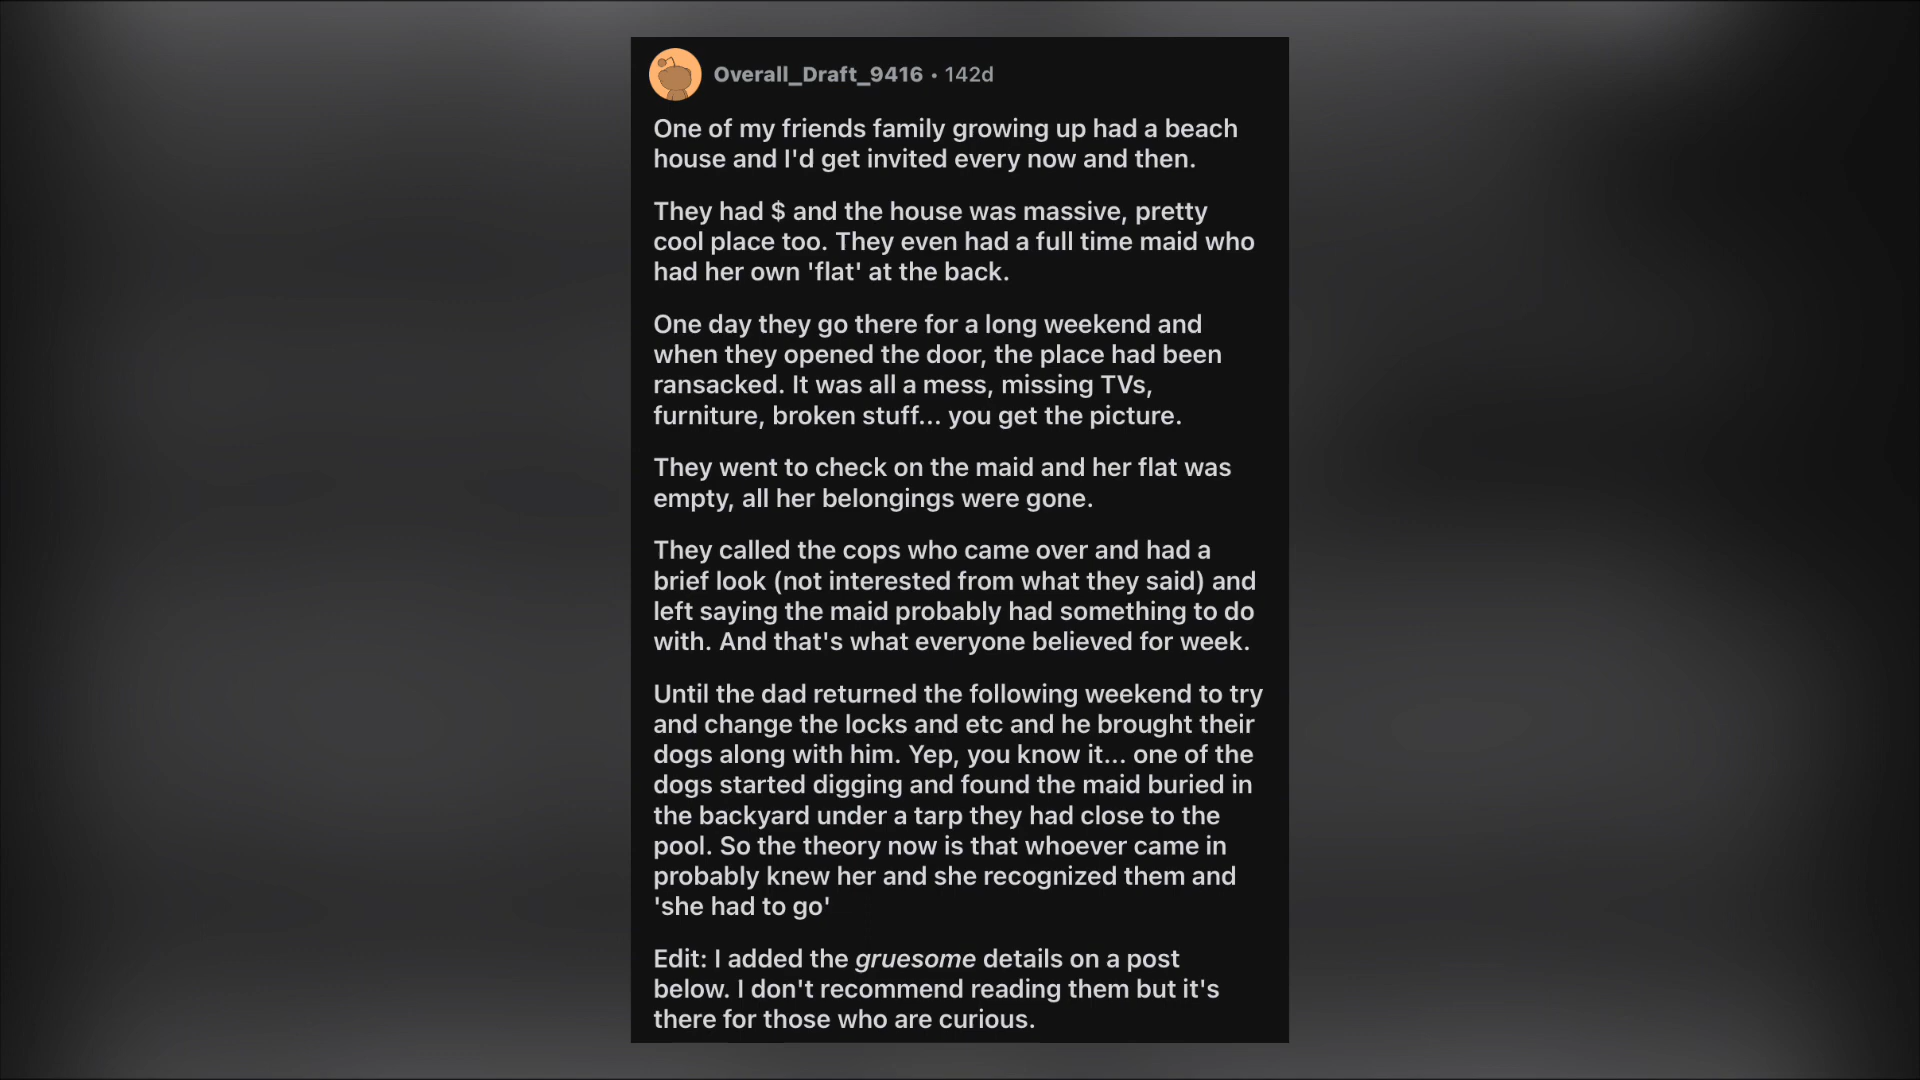 Overall_Draft_9416 • 142d
One of my friends family growing up had a beach
house and I'd get invited every now and then.
They had $ and the house was massive, pretty
cool place too. They even had a full time maid who
had her own 'flat' at the back.
One day they go there for a long weekend and
when they opened the door, the place had been
ransacked. It was all a mess, missing TVs,
furniture, broken stuff... you get the picture.
They went to check on the maid and her flat was
empty, all her belongings were gone.
They called the cops who came over and had a
brief look (not interested from what they said) and
left saying the maid probably had something to do
with. And that's what everyone believed for week.
Until the dad returned the following weekend to try
and change the locks and etc and he brought their
dogs along with him. Yep, you know it... one of the
dogs started digging and found the maid buried in
the backyard under a tarp they had close to the
pool. So the theory now is that whoever came in
probably knew her and she recognized them and
'she had to go'
Edit: I added the gruesome details on a post
below. I don't recommend reading them but it's
there for those who are curious.